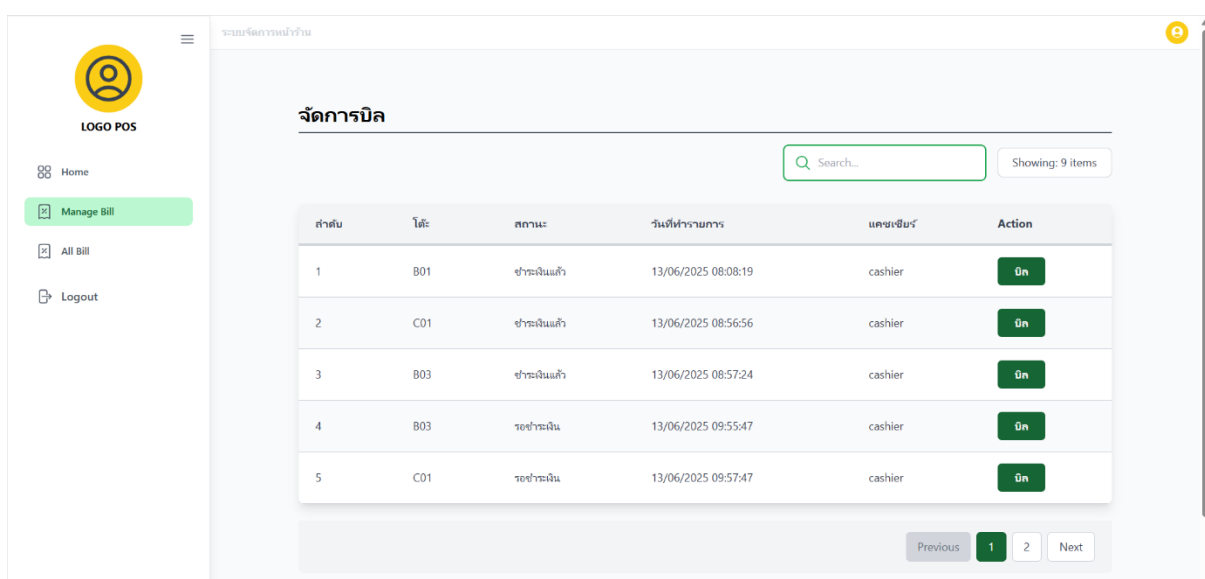 ระบบจัดการหน้าร้าน
LOGO POS
Home
Manage Bill
All Bill
Logout
จัดการบิล
Search...
Showing: 9 items
ลำดับ โต๊ะ สถานะ วันที่ทำรายการ แคชเชียร์ Action
1 B01 ชำระเงินแล้ว 13/06/2025 08:08:19 cashier บิล
2 C01 ชำระเงินแล้ว 13/06/2025 08:56:56 cashier บิล
3 B03 ชำระเงินแล้ว 13/06/2025 08:57:24 cashier บิล
4 B03 รอชำระเงิน 13/06/2025 09:55:47 cashier บิล
5 C01 รอชำระเงิน 13/06/2025 09:57:47 cashier บิล
Previous 1 2 Next